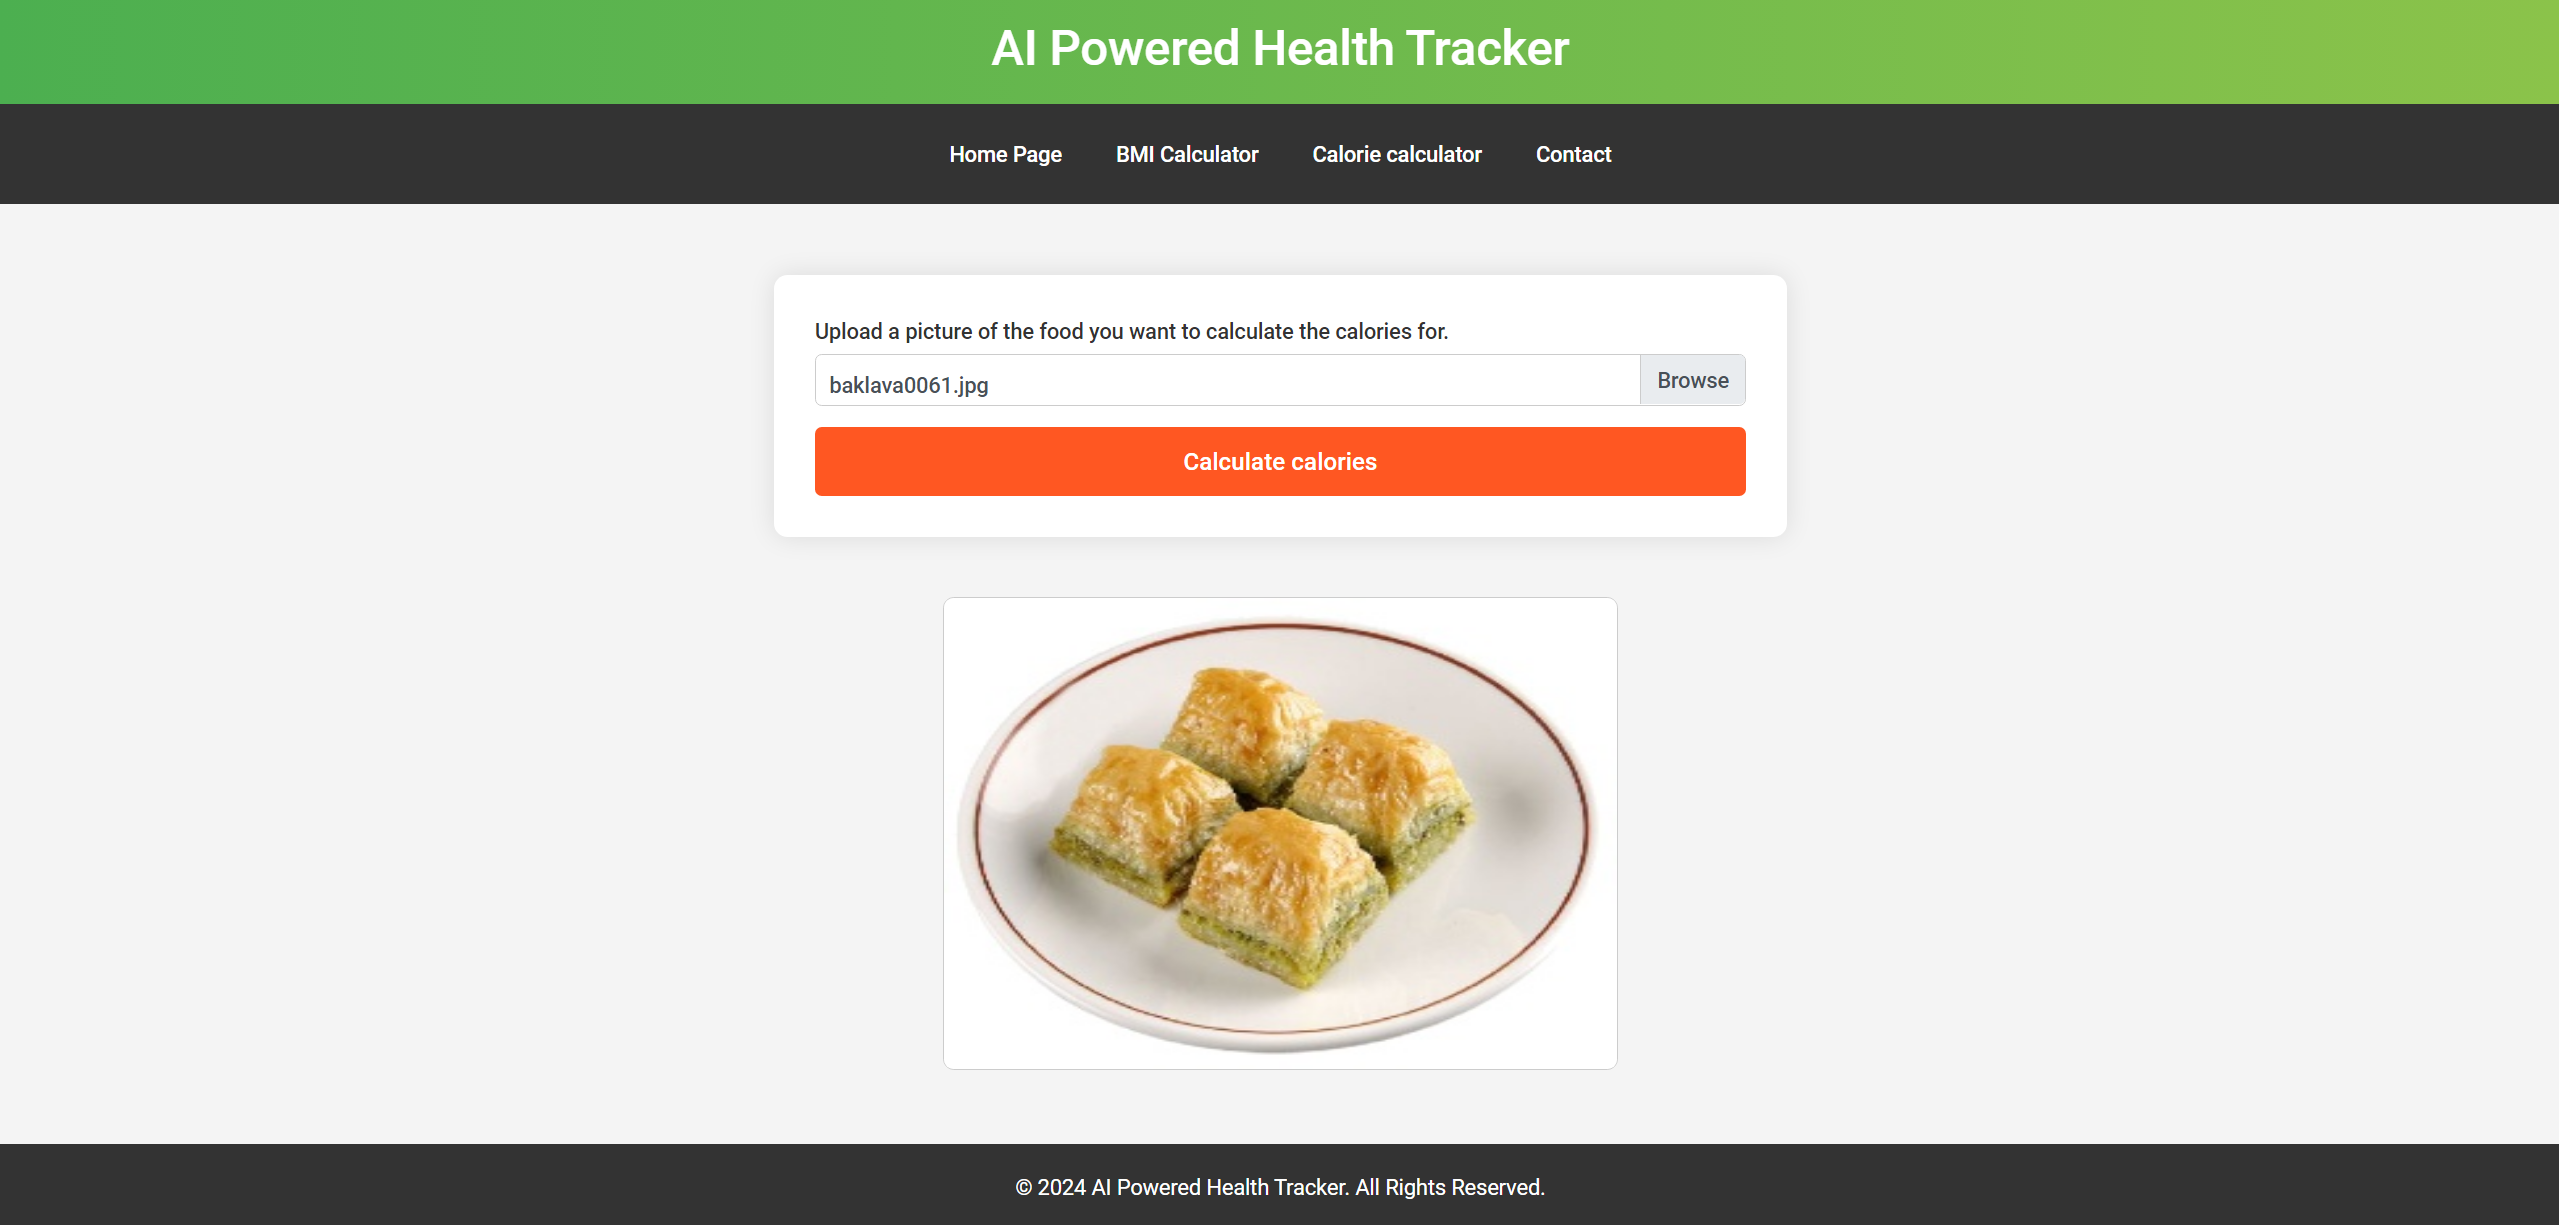 AI Powered Health Tracker
Home Page BMI Calculator Calorie calculator Contact
Upload a picture of the food you want to calculate the calories for.
baklava0061.jpg Browse
Calculate calories
© 2024 AI Powered Health Tracker. All Rights Reserved.